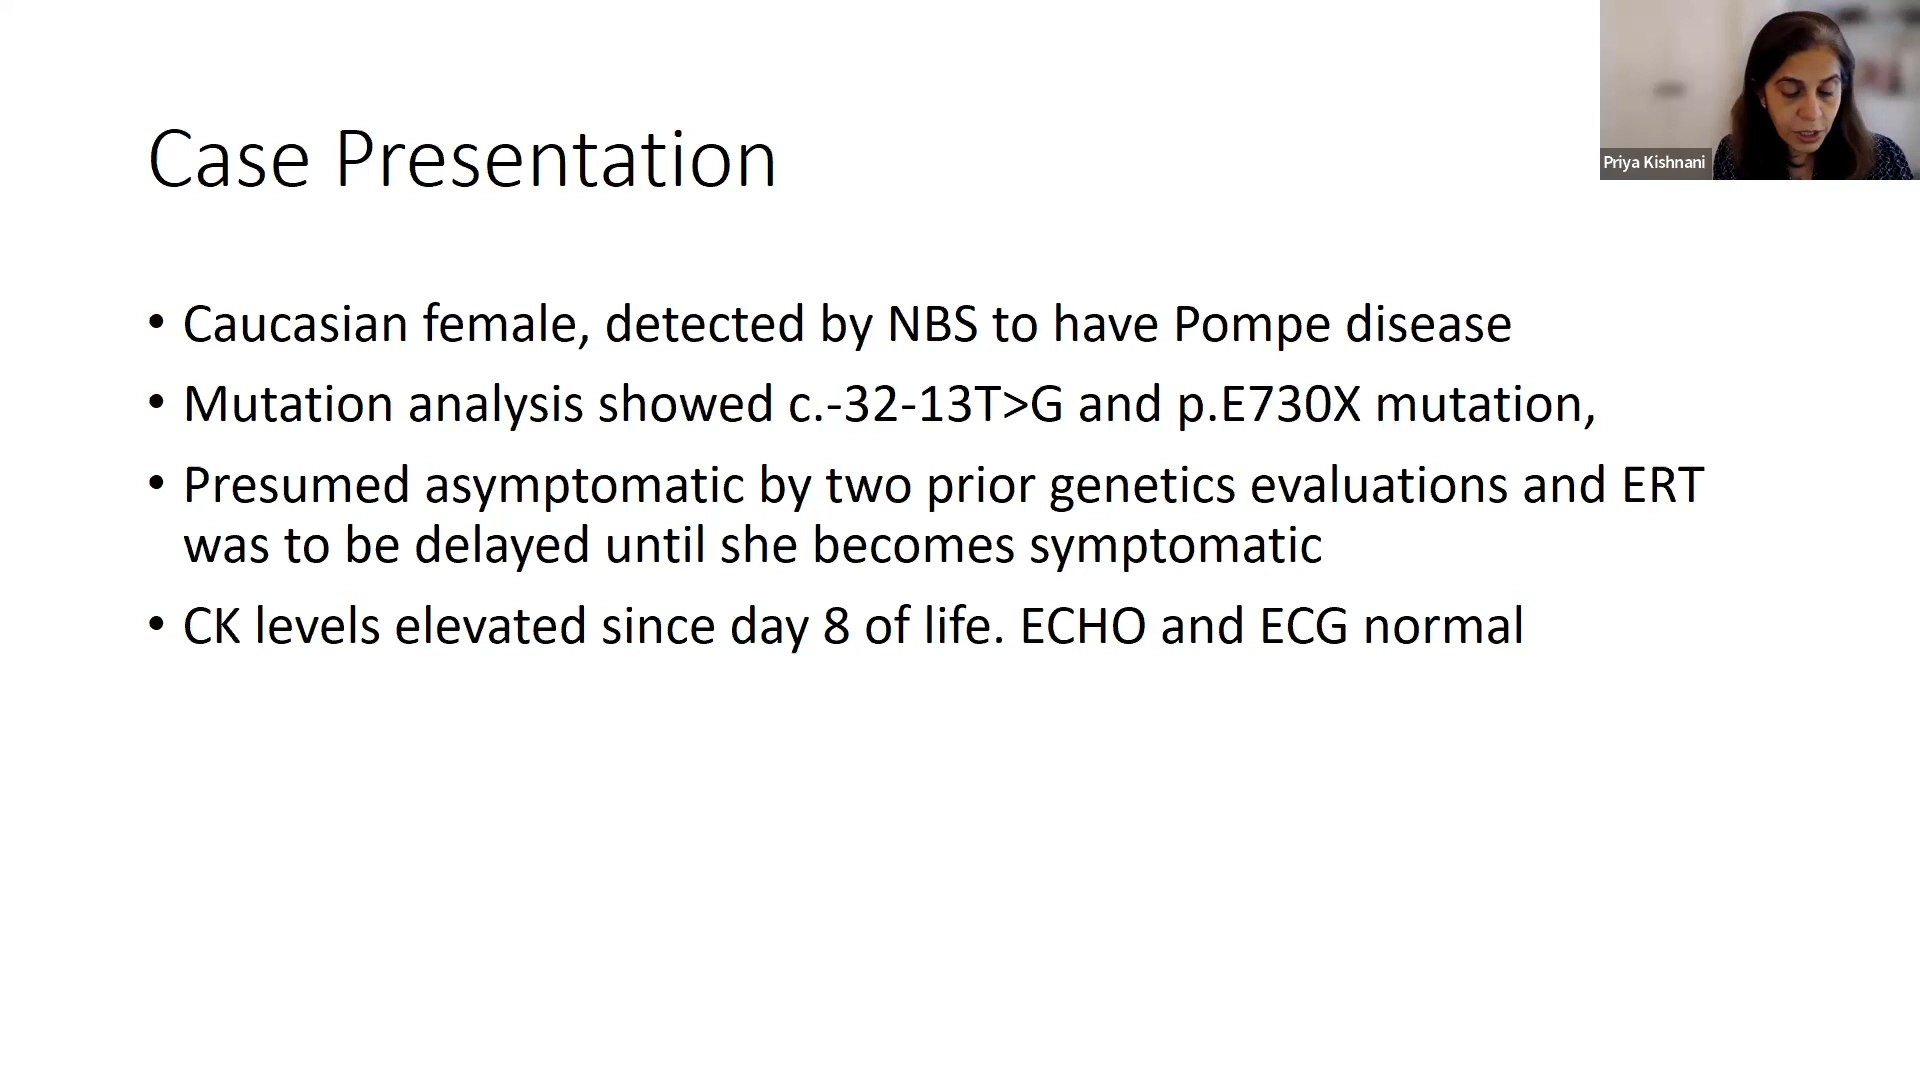 Priya Kishnani
Case Presentation
• Caucasian female, detected by NBS to have Pompe disease
• Mutation analysis showed c.-32-13T>G and p.E730X mutation,
• Presumed asymptomatic by two prior genetics evaluations and ERT
was to be delayed until she becomes symptomatic
• CK levels elevated since day 8 of life. ECHO and ECG normal